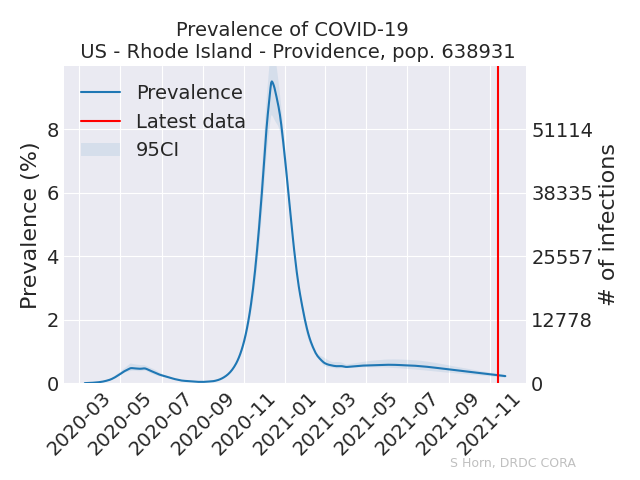 Prevalence of COVID-19
US - Rhode Island - Providence, pop. 638931
Prevalence
Latest data
95CI
Prevalence (%)
8
6
4
2
0
51114
38335
25557
12778
0
# of infections
2020-03
2020-05
2020-07
2020-09
2020-11
2021-01
2021-03
2021-05
2021-07
2021-09
2021-11
S Horn, DRDC CORA